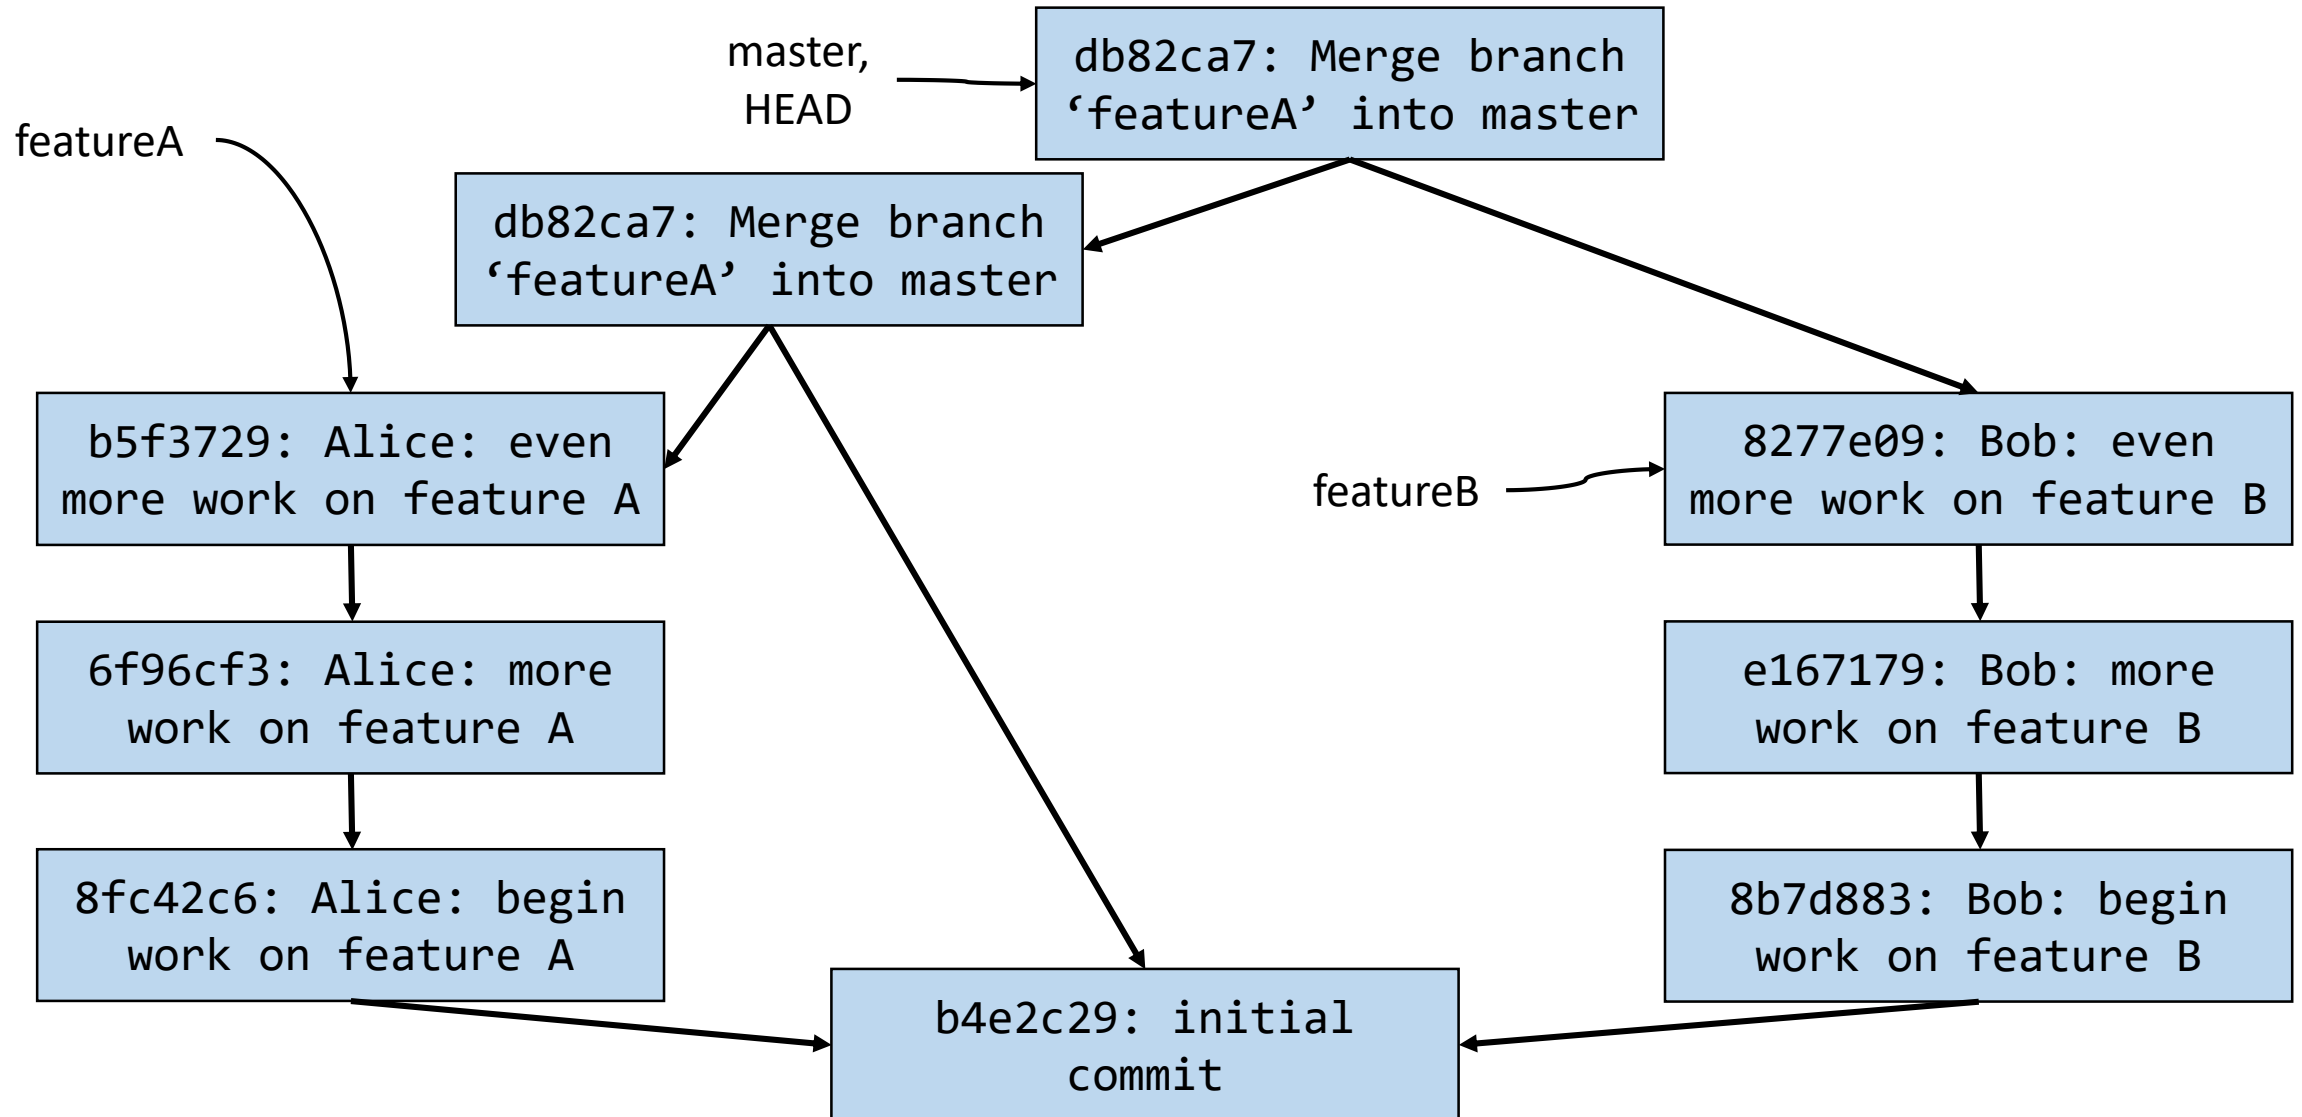 master,
HEAD
db82ca7: Merge branch
‘featureA’ into master
featureA
db82ca7: Merge branch
‘featureA’ into master
b5f3729: Alice: even
more work on feature A
featureB
8277e09: Bob: even
more work on feature B
6f96cf3: Alice: more
work on feature A
e167179: Bob: more
work on feature B
8fc42c6: Alice: begin
work on feature A
8b7d883: Bob: begin
work on feature B
b4e2c29: initial
commit